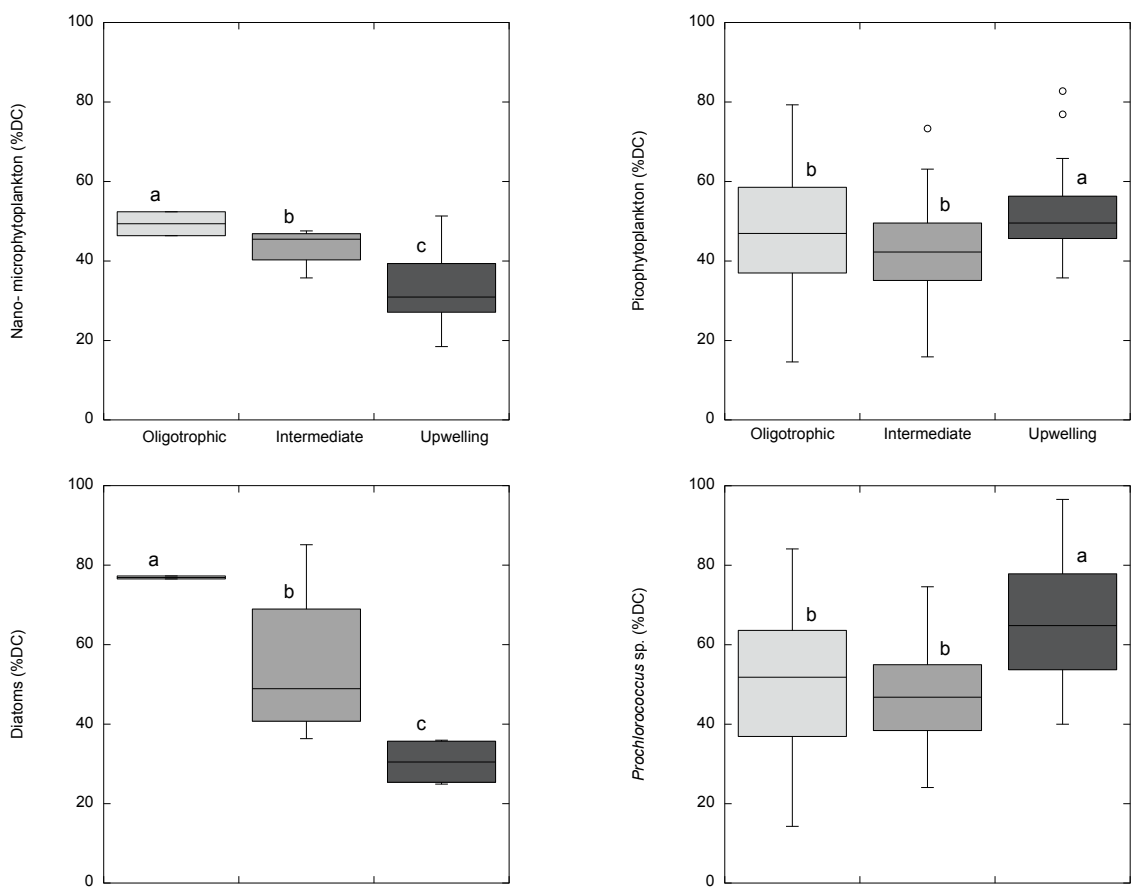 100
80
60
40
20
0
Nano- microphytoplankton (%DC)
a
b
c
Oligotrophic Intermediate Upwelling
100
80
60
40
20
0
Picophytoplankton (%DC)
b
b
a
Oligotrophic Intermediate Upwelling
100
80
60
40
20
0
Diatoms (%DC)
a
b
c
100
80
60
40
20
0
Prochlorococcus sp. (%DC)
b
b
a